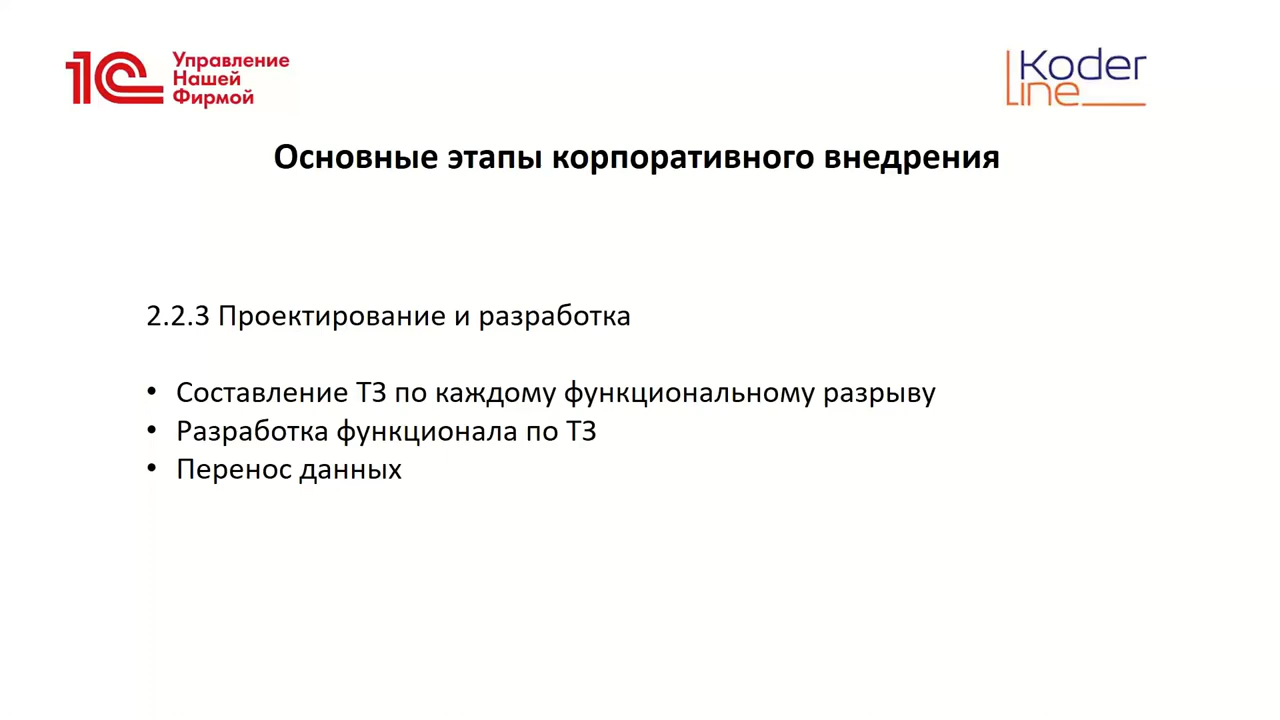 1С
Управление
Нашей
Фирмой
Koder
Line
Основные этапы корпоративного внедрения
2.2.3 Проектирование и разработка
• Составление ТЗ по каждому функциональному разрыву
• Разработка функционала по ТЗ
• Перенос данных